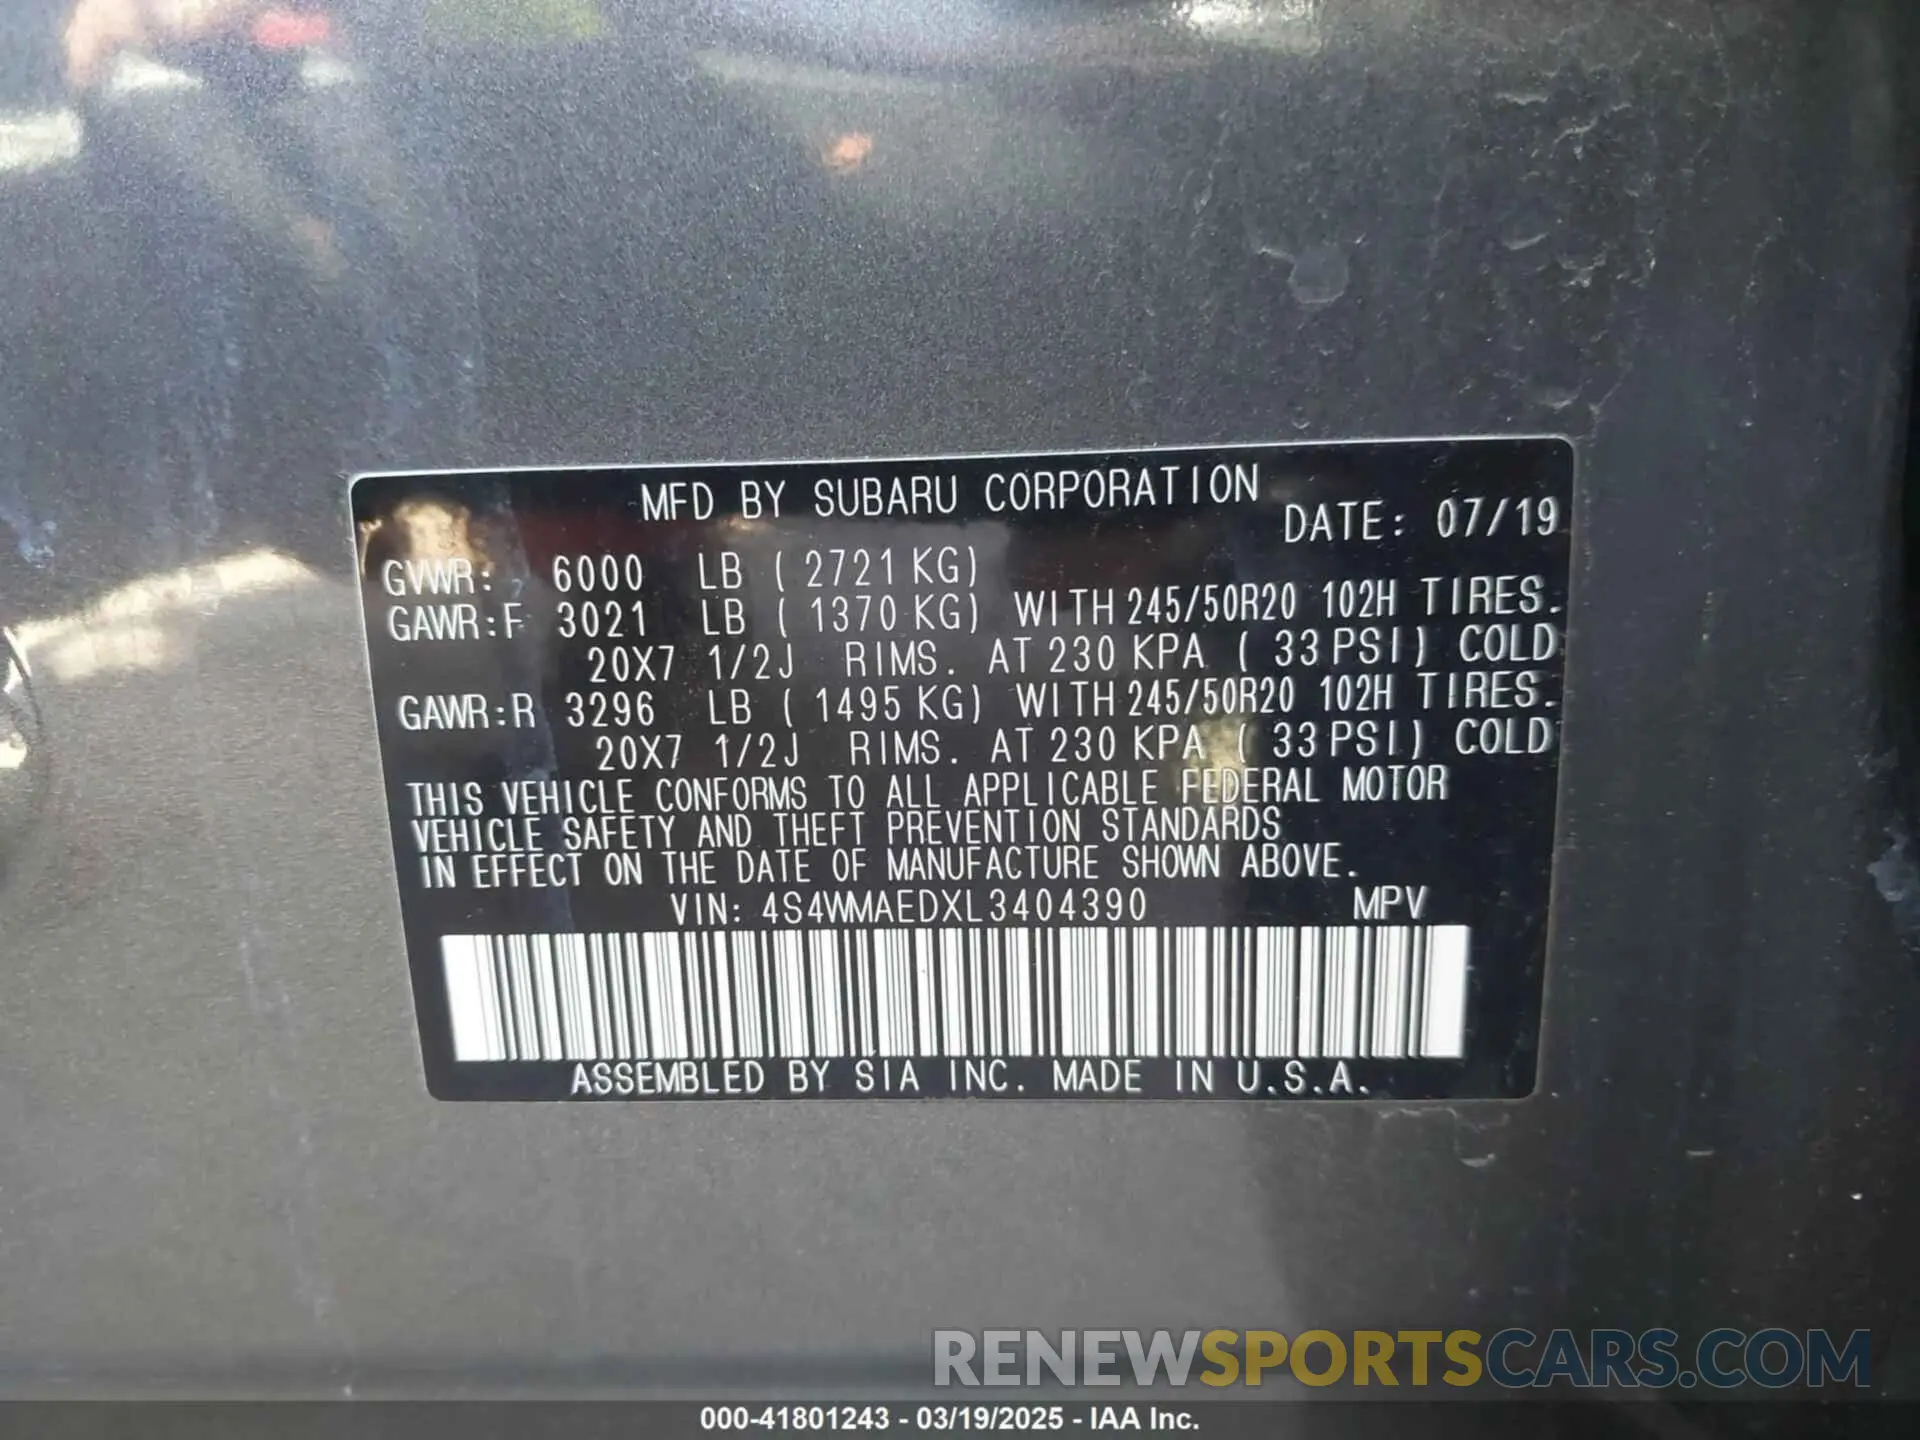 MFD BY SUBARU CORPORATION
DATE: 07/19
GVWR: 6000 LB ( 2721 KG)
GAWR:F 3021 LB ( 1370 KG) WITH 245/50R20 102H TIRES.
20X7 1/2J RIMS. AT 230 KPA ( 33 PSI) COLD
GAWR:R 3296 LB ( 1495 KG) WITH 245/50R20 102H TIRES.
20X7 1/2J RIMS. AT 230 KPA ( 33 PSI) COLD
THIS VEHICLE CONFORMS TO ALL APPLICABLE FEDERAL MOTOR
VEHICLE SAFETY AND THEFT PREVENTION STANDARDS
IN EFFECT ON THE DATE OF MANUFACTURE SHOWN ABOVE.
VIN: 4S4WMAEDXL3404390 MPV
ASSEMBLED BY SIA INC. MADE IN U.S.A.
RENEWSPORTSCARS.COM
000-41801243 - 03/19/2025 - IAA Inc.